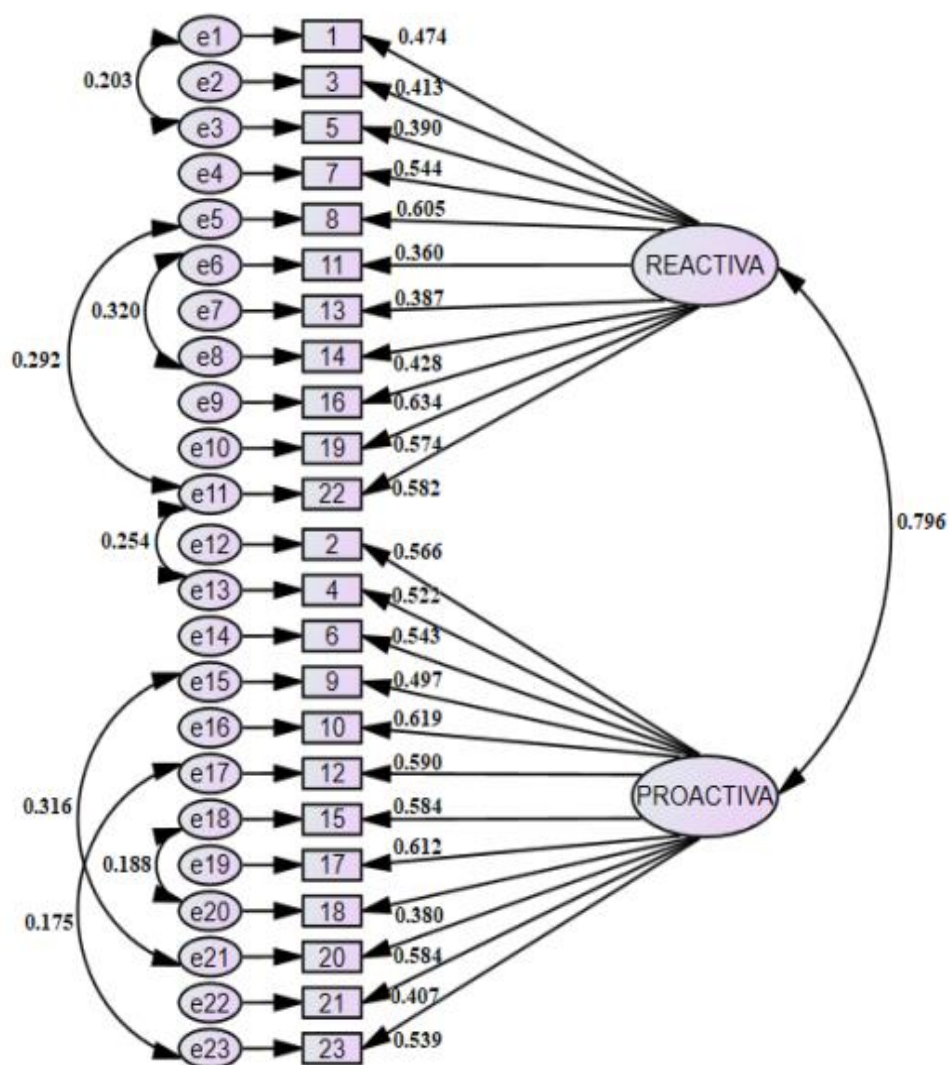 e1 1 0.474
0.203 e2 3 0.413
e3 5 0.390
e4 7 0.544
e5 8 0.605
e6 11 0.360 REACTIVA
0.320 e7 13 0.387
0.292 e8 14 0.428
e9 16 0.634
e10 19 0.574
e11 22 0.582
0.254 e12 2 0.566 0.796
e13 4 0.522
e14 6 0.543
e15 9 0.497
e16 10 0.619
e17 12 0.590 PROACTIVA
0.316 e18 15 0.584
0.188 e19 17 0.612
0.175 e20 18 0.380
e21 20 0.584
e22 21 0.407
e23 23 0.539